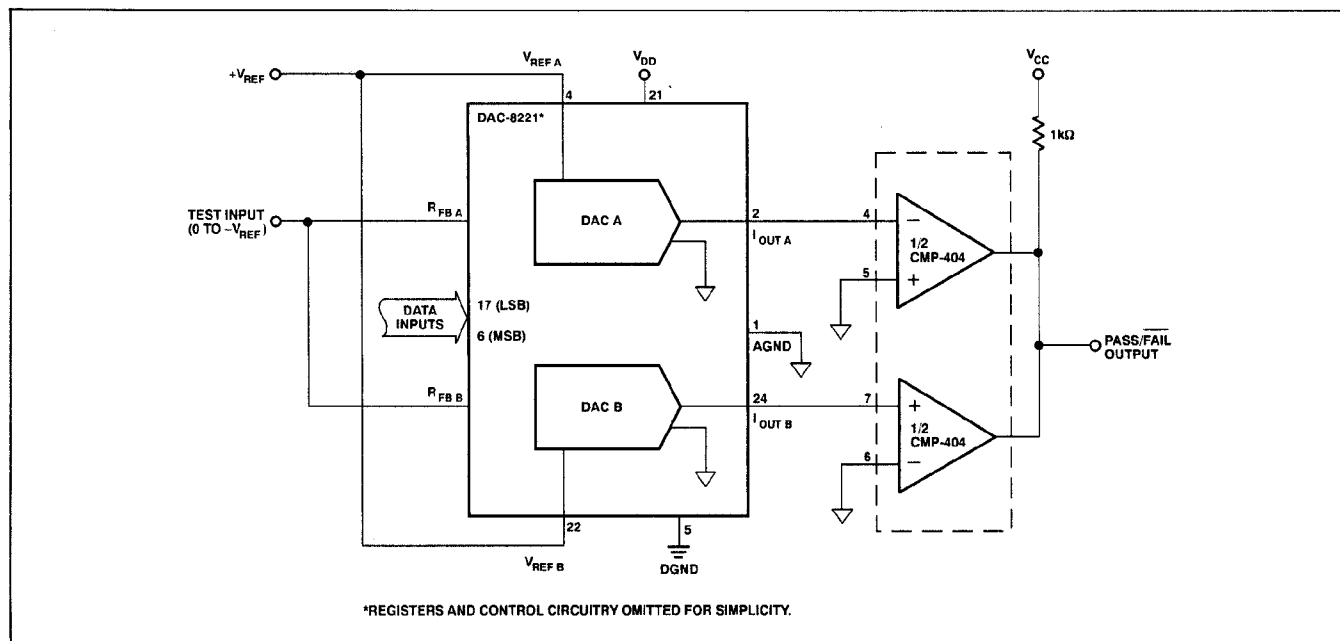 +V_REF
V_REF A
4
V_DD
21
V_CC
1kΩ
DAC-8221*
TEST INPUT
(0 TO –V_REF)
R_FB A
DAC A
2
I_OUT A
4
–
1/2
CMP-404
5
+
DATA
INPUTS
17 (LSB)
6 (MSB)
1
AGND
PASS/F̅A̅I̅L̅
OUTPUT
R_FB B
DAC B
24
I_OUT B
7
+
1/2
CMP-404
6
–
22
V_REF B
5
DGND
*REGISTERS AND CONTROL CIRCUITRY OMITTED FOR SIMPLICITY.